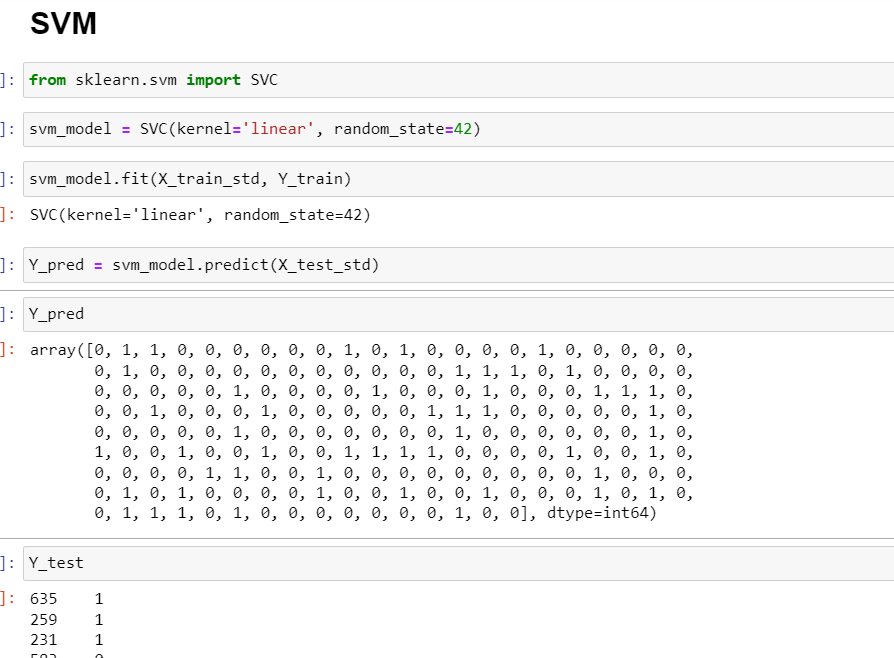 SVM
]: from sklearn.svm import SVC
]: svm_model = SVC(kernel='linear', random_state=42)
]: svm_model.fit(X_train_std, Y_train)
]: SVC(kernel='linear', random_state=42)
]: Y_pred = svm_model.predict(X_test_std)
]: Y_pred
]: array([0, 1, 1, 0, 0, 0, 0, 0, 0, 1, 0, 1, 0, 0, 0, 0, 1, 0, 0, 0, 0, 0,
0, 1, 0, 0, 0, 0, 0, 0, 0, 0, 0, 0, 0, 0, 1, 1, 1, 0, 1, 0, 0, 0, 0,
0, 0, 0, 0, 0, 1, 0, 0, 0, 0, 1, 0, 0, 0, 1, 0, 0, 0, 1, 1, 1, 0,
0, 0, 1, 0, 0, 0, 1, 0, 0, 0, 0, 0, 1, 1, 1, 0, 0, 0, 0, 0, 1, 0,
0, 0, 0, 0, 0, 1, 0, 0, 0, 0, 0, 0, 0, 1, 0, 0, 0, 0, 0, 0, 1, 0,
1, 0, 0, 1, 0, 0, 1, 0, 0, 1, 1, 1, 1, 0, 0, 0, 0, 1, 0, 0, 1, 0,
0, 0, 0, 0, 1, 1, 0, 0, 1, 0, 0, 0, 0, 0, 0, 0, 0, 0, 1, 0, 0, 0,
0, 1, 0, 1, 0, 0, 0, 0, 1, 0, 0, 1, 0, 0, 1, 0, 0, 0, 1, 0, 1, 0,
0, 1, 1, 1, 0, 1, 0, 0, 0, 0, 0, 0, 0, 1, 0, 0], dtype=int64)
]: Y_test
]: 635 1
259 1
231 1